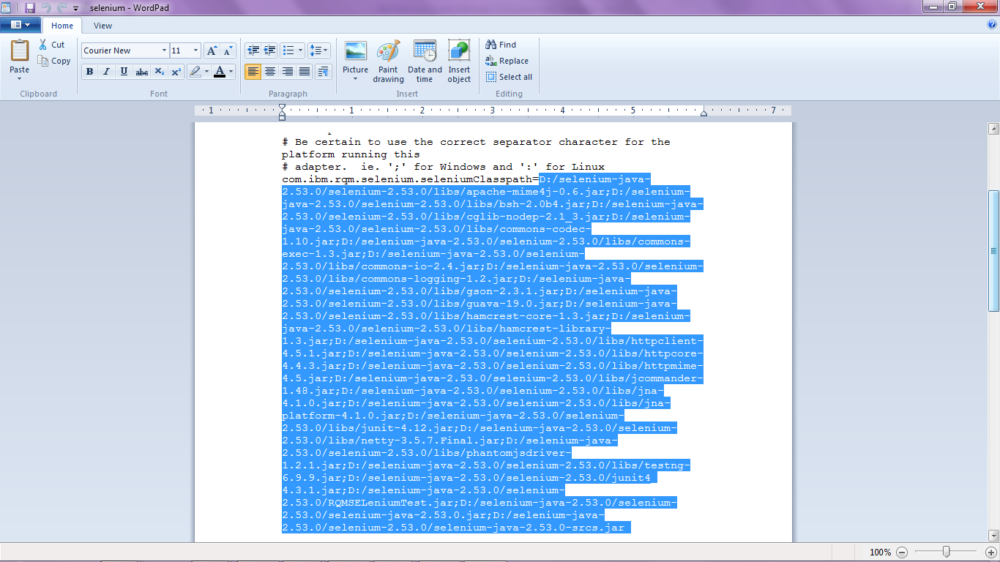 selenium - WordPad
Home
View
Paste
Cut
Copy
Clipboard
Courier New
11
B I U abc X₂ X²
A
Font
Paragraph
Picture
Paint drawing
Date and time
Insert object
Insert
Find
Replace
Select all
Editing
1 1 2 3 4 5 7
# Be certain to use the correct separator character for the
platform running this
# adapter.  ie. ';' for Windows and ':' for Linux
com.ibm.rqm.selenium.seleniumClasspath=D:/selenium-java-
2.53.0/selenium-2.53.0/libs/apache-mime4j-0.6.jar;D:/selenium-
java-2.53.0/selenium-2.53.0/libs/bsh-2.0b4.jar;D:/selenium-java-
2.53.0/selenium-2.53.0/libs/cglib-nodep-2.1_3.jar;D:/selenium-
java-2.53.0/selenium-2.53.0/libs/commons-codec-
1.10.jar;D:/selenium-java-2.53.0/selenium-2.53.0/libs/commons-
exec-1.3.jar;D:/selenium-java-2.53.0/selenium-
2.53.0/libs/commons-io-2.4.jar;D:/selenium-java-2.53.0/selenium-
2.53.0/libs/commons-logging-1.2.jar;D:/selenium-java-
2.53.0/selenium-2.53.0/libs/gson-2.3.1.jar;D:/selenium-java-
2.53.0/selenium-2.53.0/libs/guava-19.0.jar;D:/selenium-java-
2.53.0/selenium-2.53.0/libs/hamcrest-core-1.3.jar;D:/selenium-
java-2.53.0/selenium-2.53.0/libs/hamcrest-library-
1.3.jar;D:/selenium-java-2.53.0/selenium-2.53.0/libs/httpclient-
4.5.1.jar;D:/selenium-java-2.53.0/selenium-2.53.0/libs/httpcore-
4.4.3.jar;D:/selenium-java-2.53.0/selenium-2.53.0/libs/httpmime-
4.5.jar;D:/selenium-java-2.53.0/selenium-2.53.0/libs/jcommander-
1.48.jar;D:/selenium-java-2.53.0/selenium-2.53.0/libs/jna-
4.1.0.jar;D:/selenium-java-2.53.0/selenium-2.53.0/libs/jna-
platform-4.1.0.jar;D:/selenium-java-2.53.0/selenium-
2.53.0/libs/junit-4.12.jar;D:/selenium-java-2.53.0/selenium-
2.53.0/libs/netty-3.5.7.Final.jar;D:/selenium-java-
2.53.0/selenium-2.53.0/libs/phantomjsdriver-
1.2.1.jar;D:/selenium-java-2.53.0/selenium-2.53.0/libs/testng-
6.9.9.jar;D:/selenium-java-2.53.0/selenium-2.53.0/junit4_
4.3.1.jar;D:/selenium-java-2.53.0/selenium-
2.53.0/RQMSELeniumTest.jar;D:/selenium-java-2.53.0/selenium-
2.53.0/selenium-java-2.53.0.jar;D:/selenium-java-
2.53.0/selenium-2.53.0/selenium-java-2.53.0-srcs.jar
100%